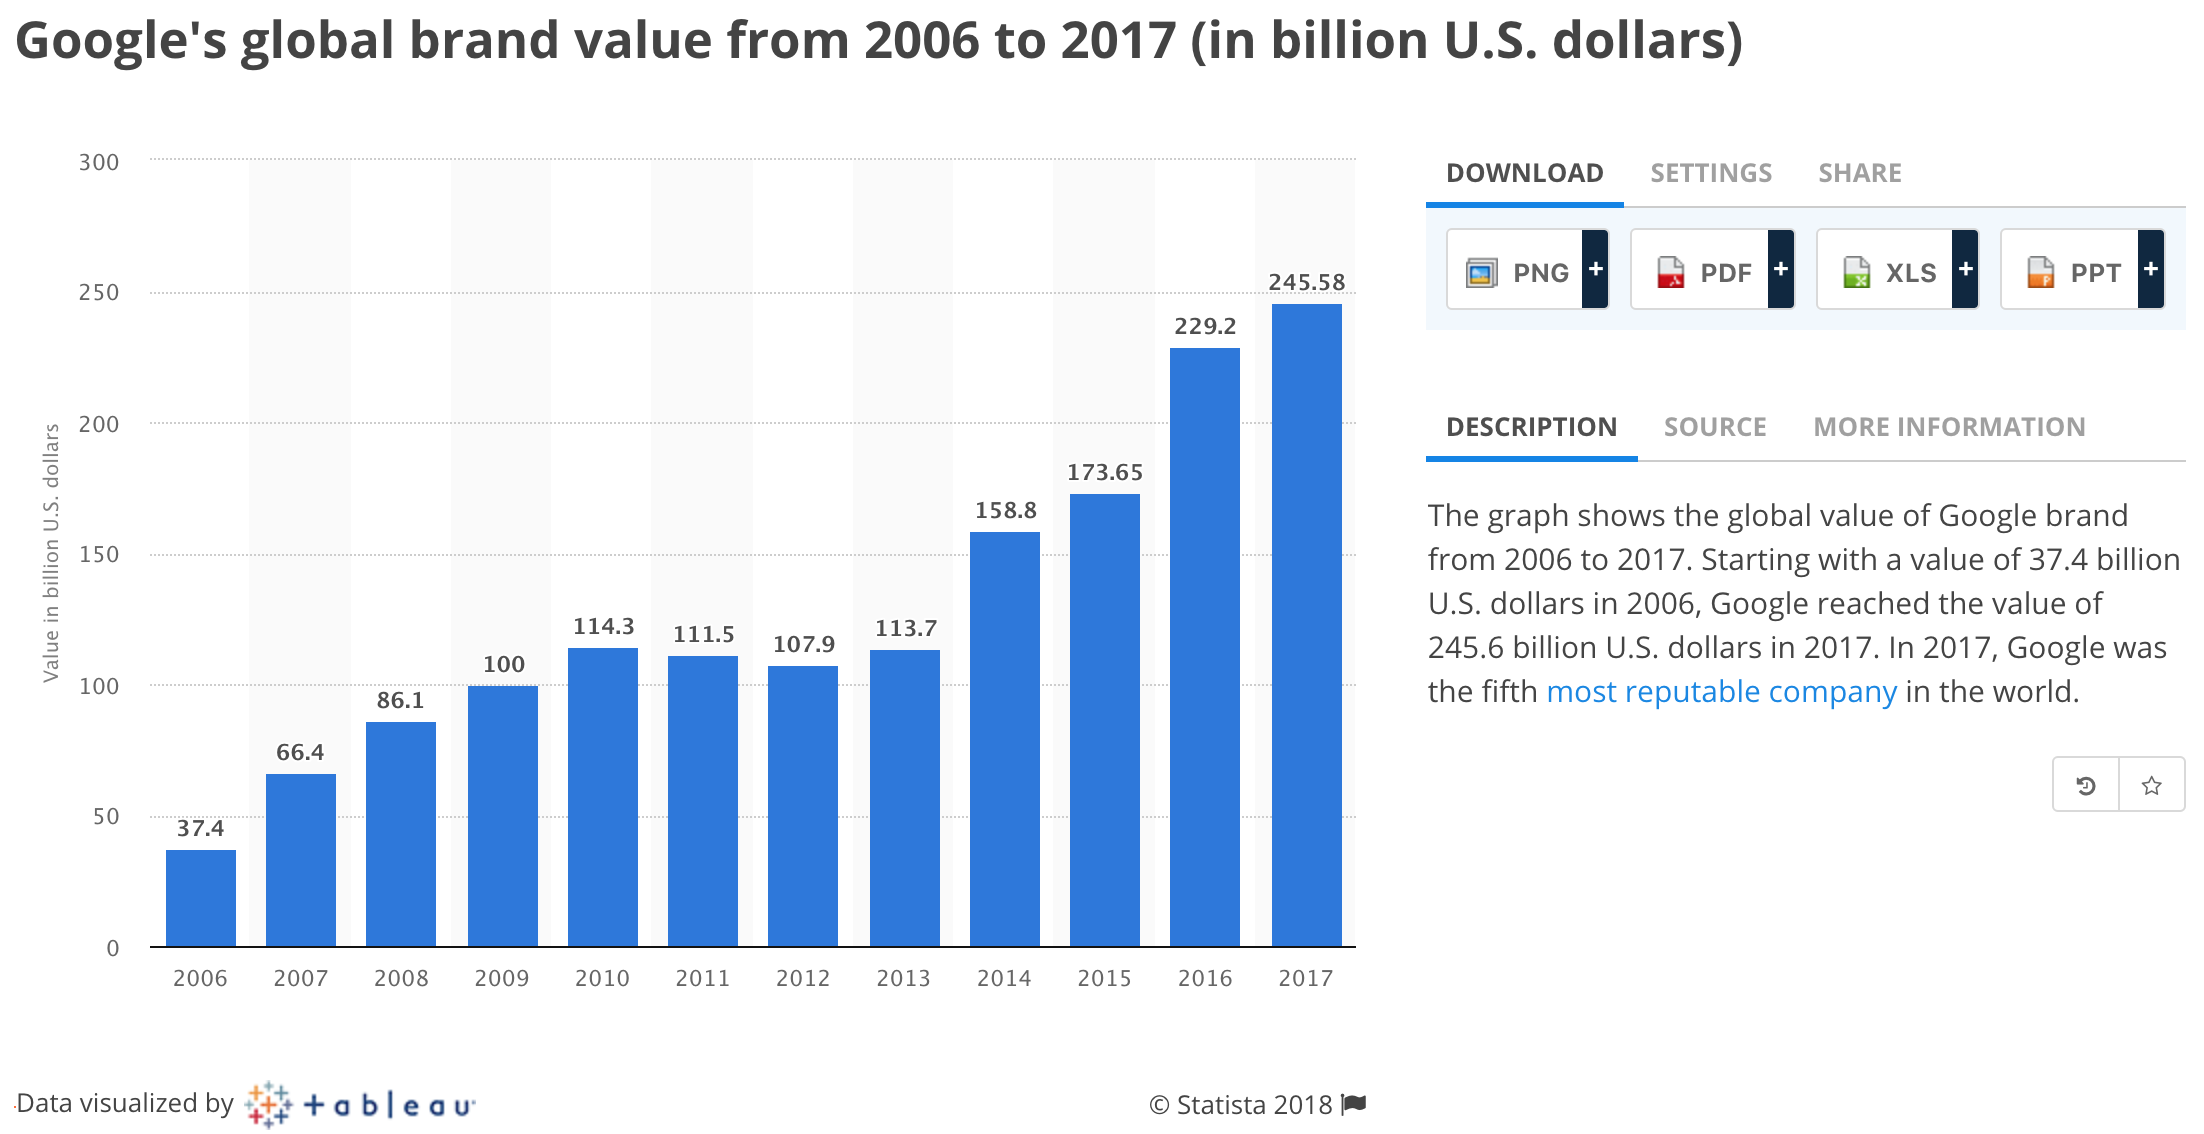 Google's global brand value from 2006 to 2017 (in billion U.S. dollars)
Value in billion U.S. dollars
300
250
200
150
100
50
0
37.4
66.4
86.1
100
114.3
111.5
107.9
113.7
158.8
173.65
229.2
245.58
2006 2007 2008 2009 2010 2011 2012 2013 2014 2015 2016 2017
Data visualized by +ableau
© Statista 2018
DOWNLOAD SETTINGS SHARE
PNG + PDF + XLS + PPT +
DESCRIPTION SOURCE MORE INFORMATION
The graph shows the global value of Google brand
from 2006 to 2017. Starting with a value of 37.4 billion
U.S. dollars in 2006, Google reached the value of
245.6 billion U.S. dollars in 2017. In 2017, Google was
the fifth most reputable company in the world.